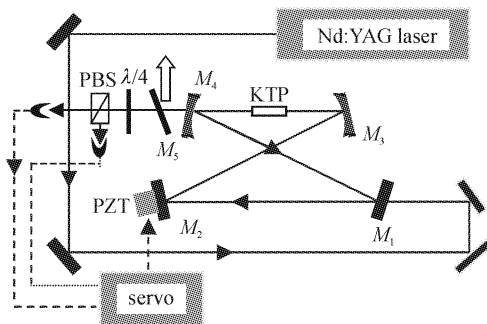 Nd:YAG laser
PBS λ/4
M₄
KTP
M₃
M₅
PZT
M₂
M₁
servo